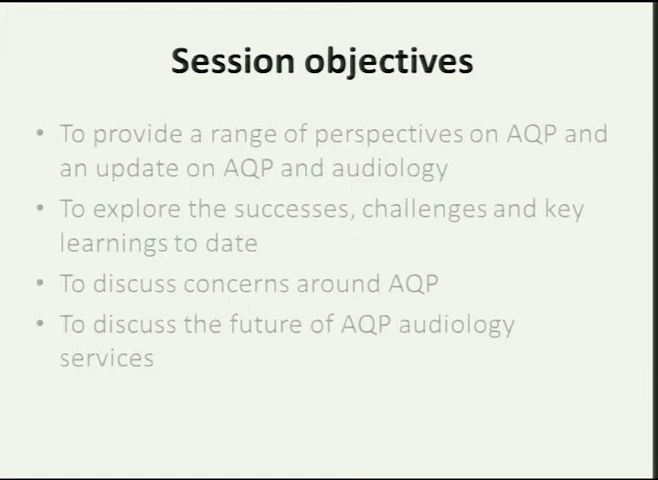 Session objectives
• To provide a range of perspectives on AQP and
an update on AQP and audiology
• To explore the successes, challenges and key
learnings to date
• To discuss concerns around AQP
• To discuss the future of AQP audiology
services